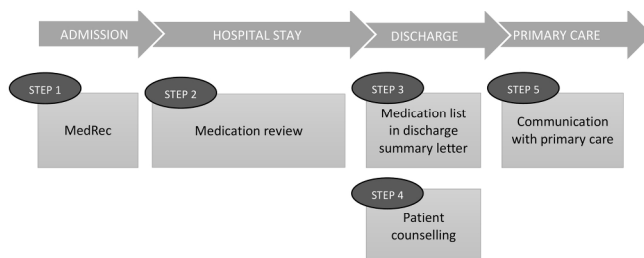 ADMISSION
HOSPITAL STAY
DISCHARGE
PRIMARY CARE
STEP 1
MedRec
STEP 2
Medication review
STEP 3
Medication list
in discharge
summary letter
STEP 5
Communication
with primary care
STEP 4
Patient
counselling